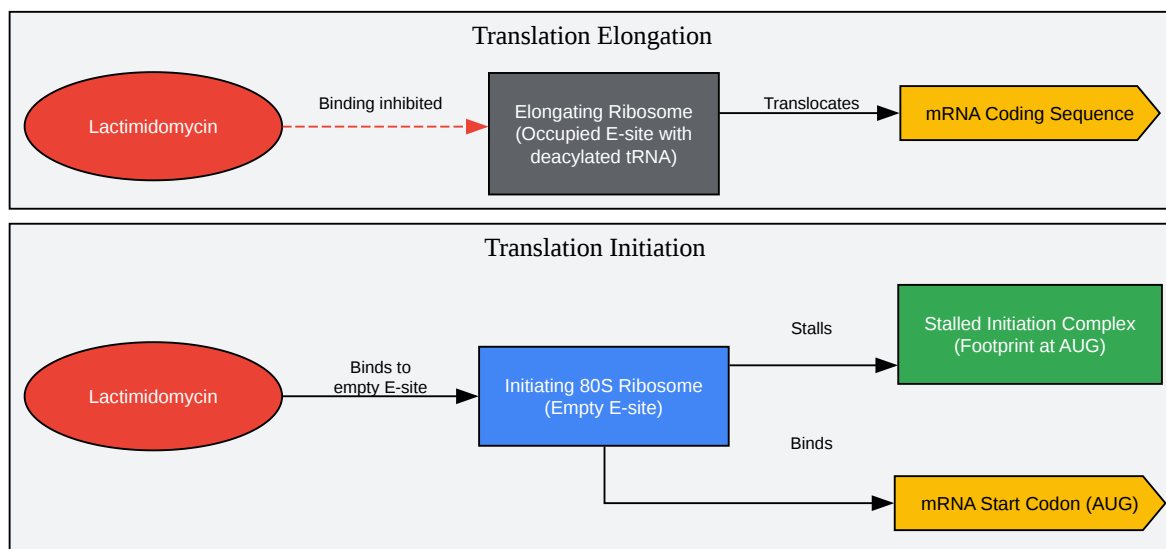 Translation Elongation
Lactimidomycin
Binding inhibited
Elongating Ribosome
(Occupied E-site with
deacylated tRNA)
Translocates
mRNA Coding Sequence
Translation Initiation
Lactimidomycin
Binds to
empty E-site
Initiating 80S Ribosome
(Empty E-site)
Stalls
Stalled Initiation Complex
(Footprint at AUG)
Binds
mRNA Start Codon (AUG)